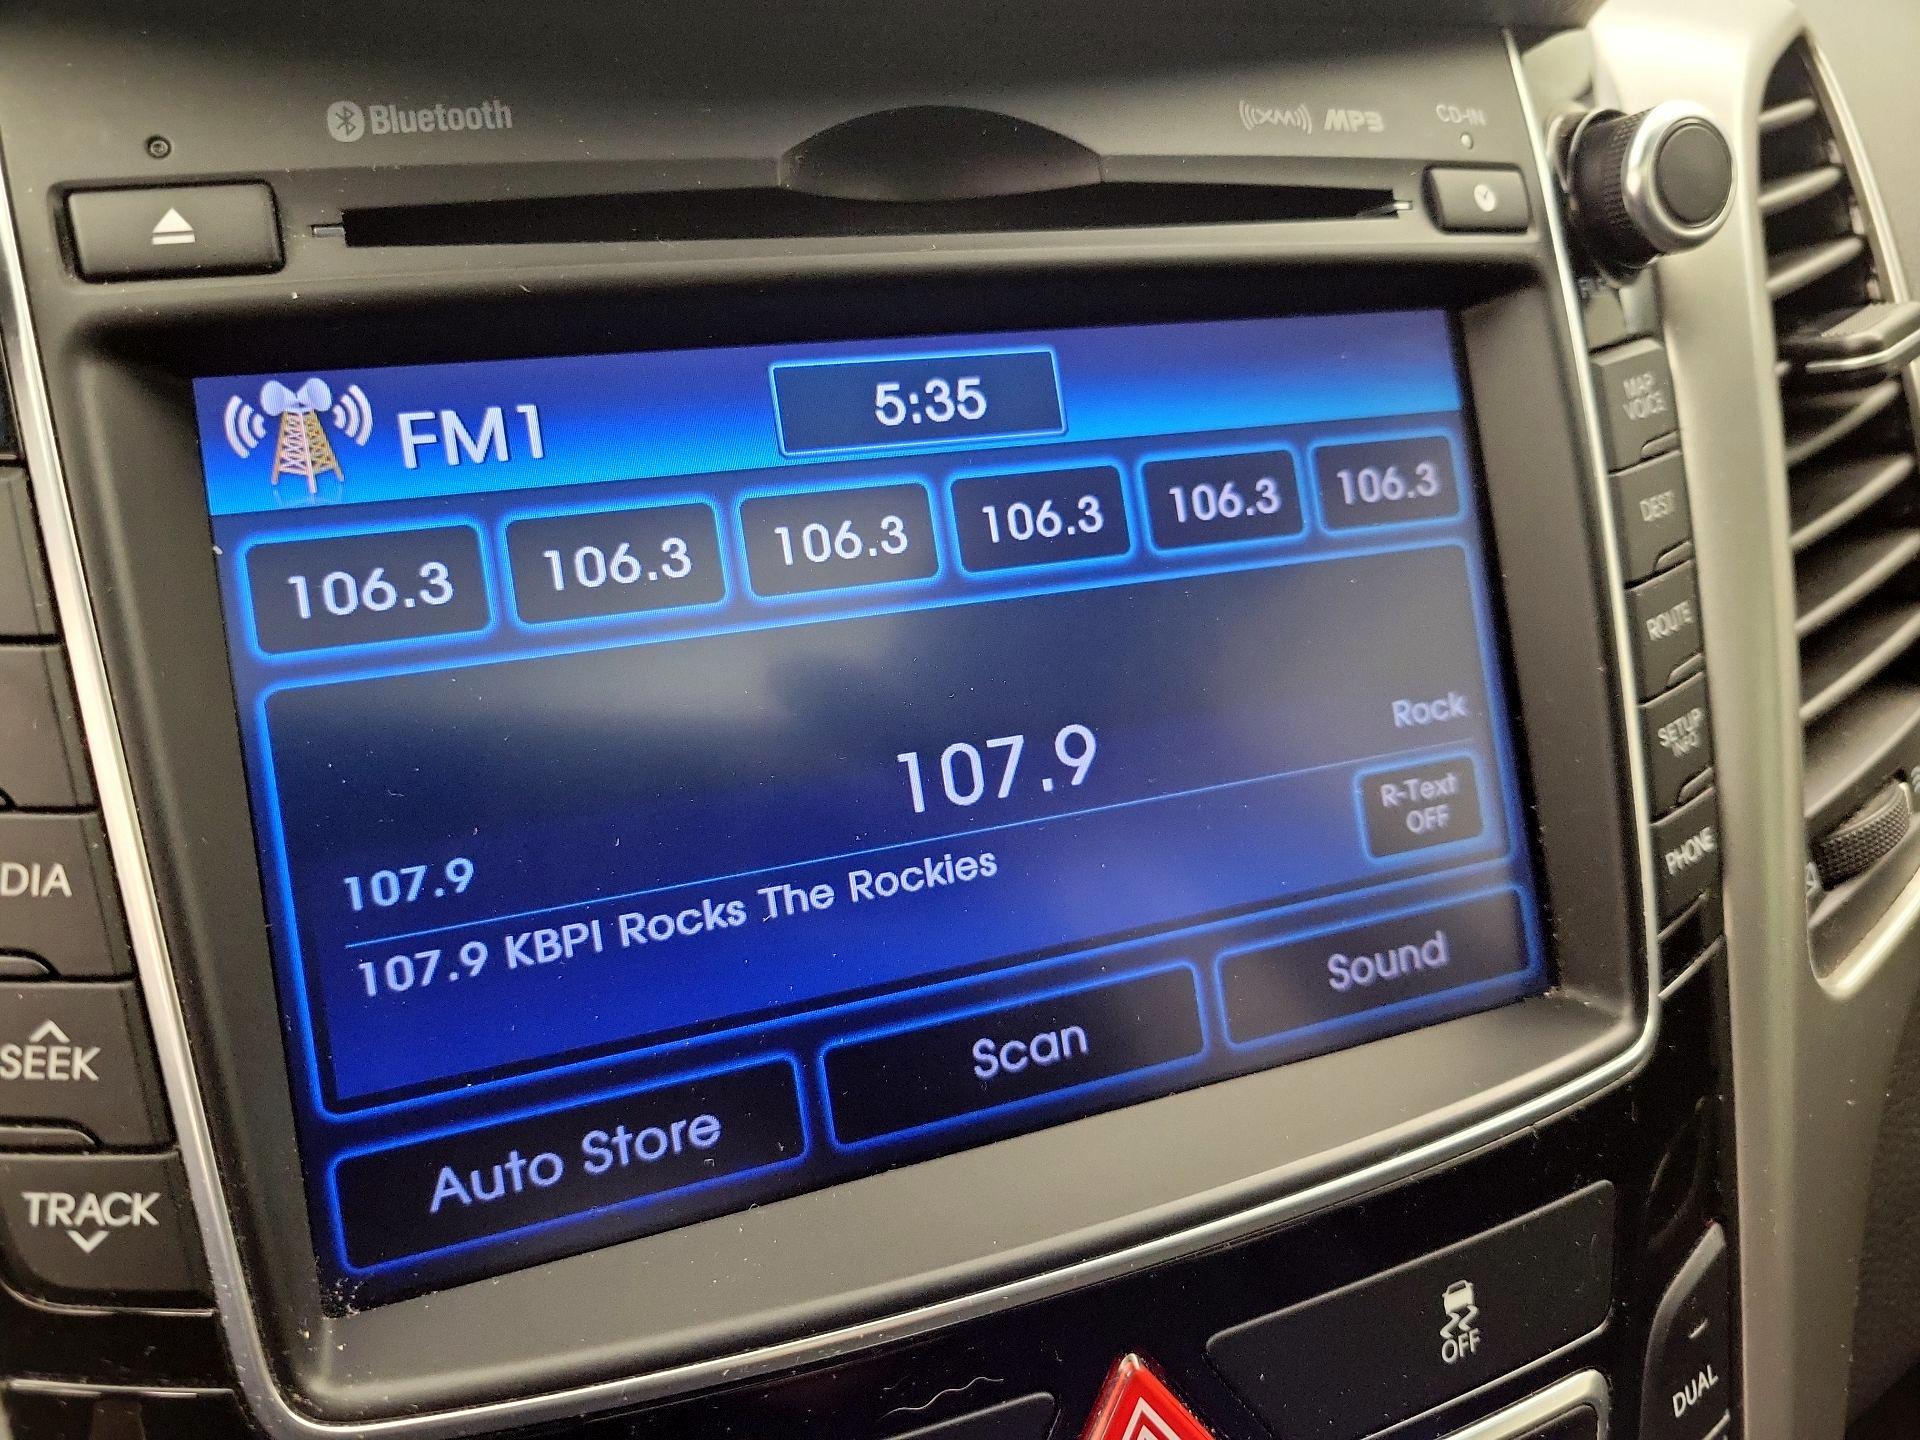 Bluetooth
((XM)) MP3
CD-IN
FM1
5:35
106.3 106.3 106.3 106.3 106.3 106.3
107.9
Rock
107.9
R-Text
OFF
107.9 KBPI Rocks The Rockies
Auto Store
Scan
Sound
DIA
SEEK
TRACK
MAP
VOICE
DEST
ROUTE
SETUP
INFO
PHONE
OFF
DUAL